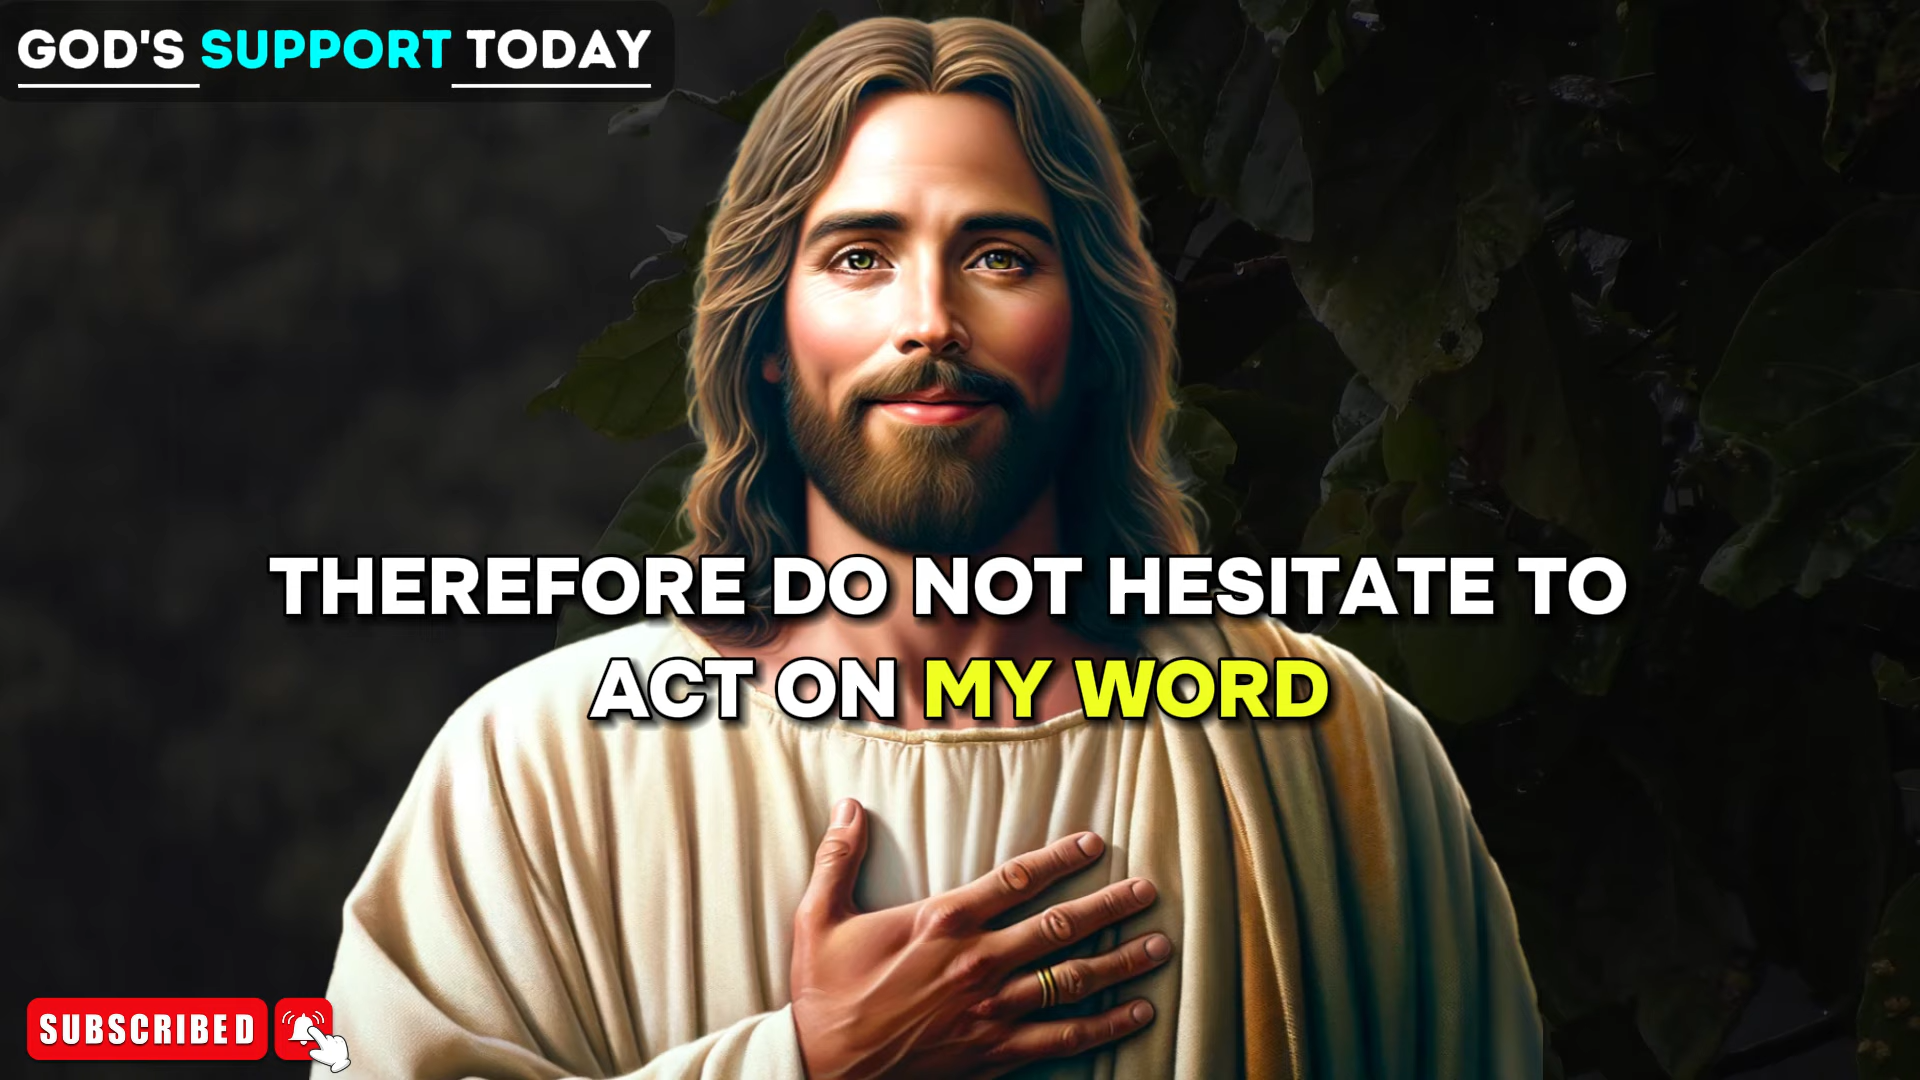 GOD'S SUPPORT TODAY
THEREFORE DO NOT HESITATE TO
ACT ON MY WORD
SUBSCRIBED